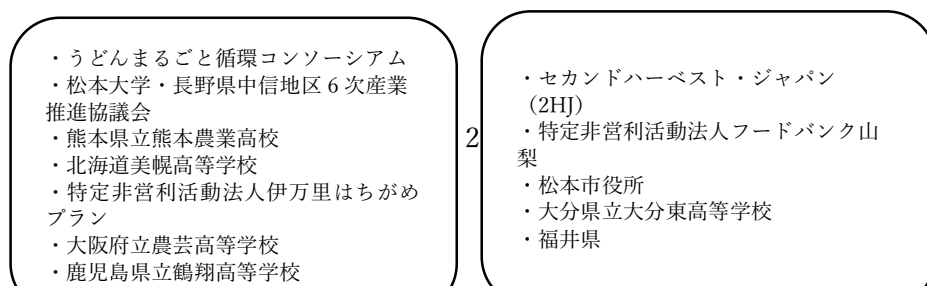 ・うどんまるごと循環コンソーシアム
・松本大学・長野県中信地区６次産業
推進協議会
・熊本県立熊本農業高校
・北海道美幌高等学校
・特定非営利活動法人伊万里はちがめ
プラン
・大阪府立農芸高等学校
・鹿児島県立鶴翔高等学校
2
・セカンドハーベスト・ジャパン
（2HJ）
・特定非営利活動法人フードバンク山
梨
・松本市役所
・大分県立大分東高等学校
・福井県